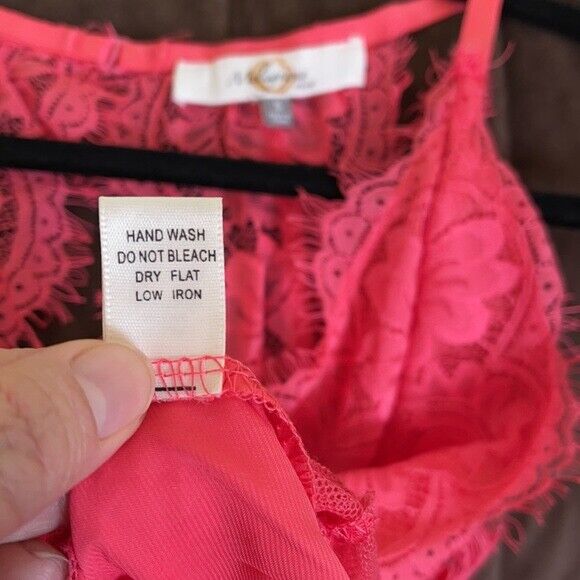 HAND WASH
DO NOT BLEACH
DRY FLAT
LOW IRON